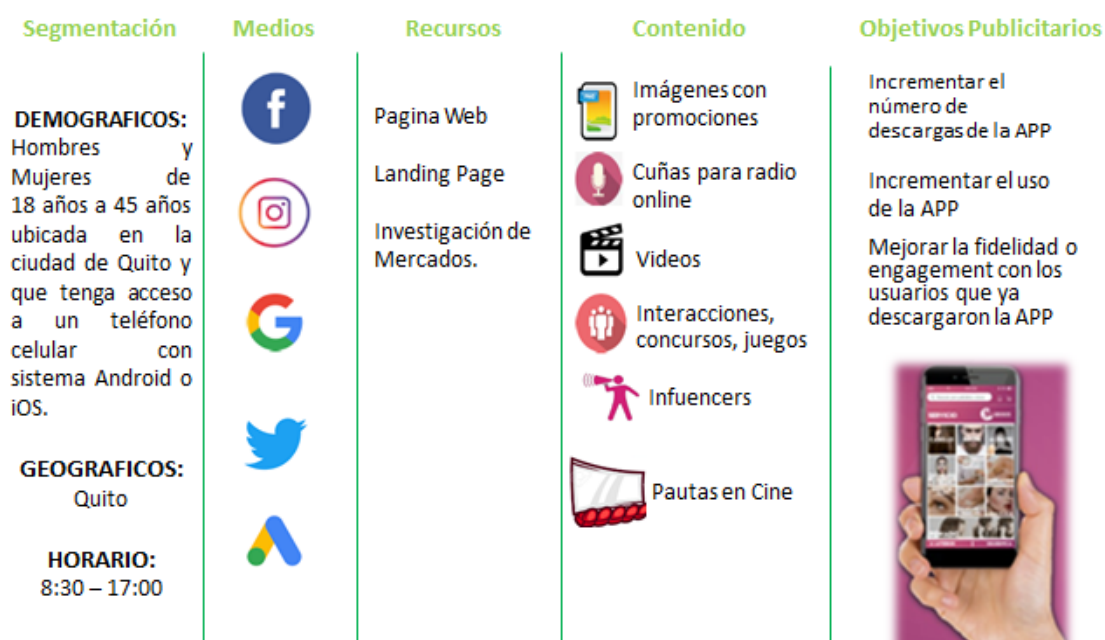 Segmentación
DEMOGRAFICOS:
Hombres y
Mujeres de
18 años a 45 años
ubicada en la
ciudad de Quito y
que tenga acceso
a un teléfono
celular con
sistema Android o
iOS.
GEOGRAFICOS:
Quito
HORARIO:
8:30 – 17:00
Medios
Recursos
Pagina Web
Landing Page
Investigación de
Mercados.
Contenido
Imágenes con
promociones
Cuñas para radio
online
Videos
Interacciones,
concursos, juegos
Infuencers
Pautas en Cine
Objetivos Publicitarios
Incrementar el
número de
descargas de la APP
Incrementar el uso
de la APP
Mejorar la fidelidad o
engagement con los
usuarios que ya
descargaron la APP